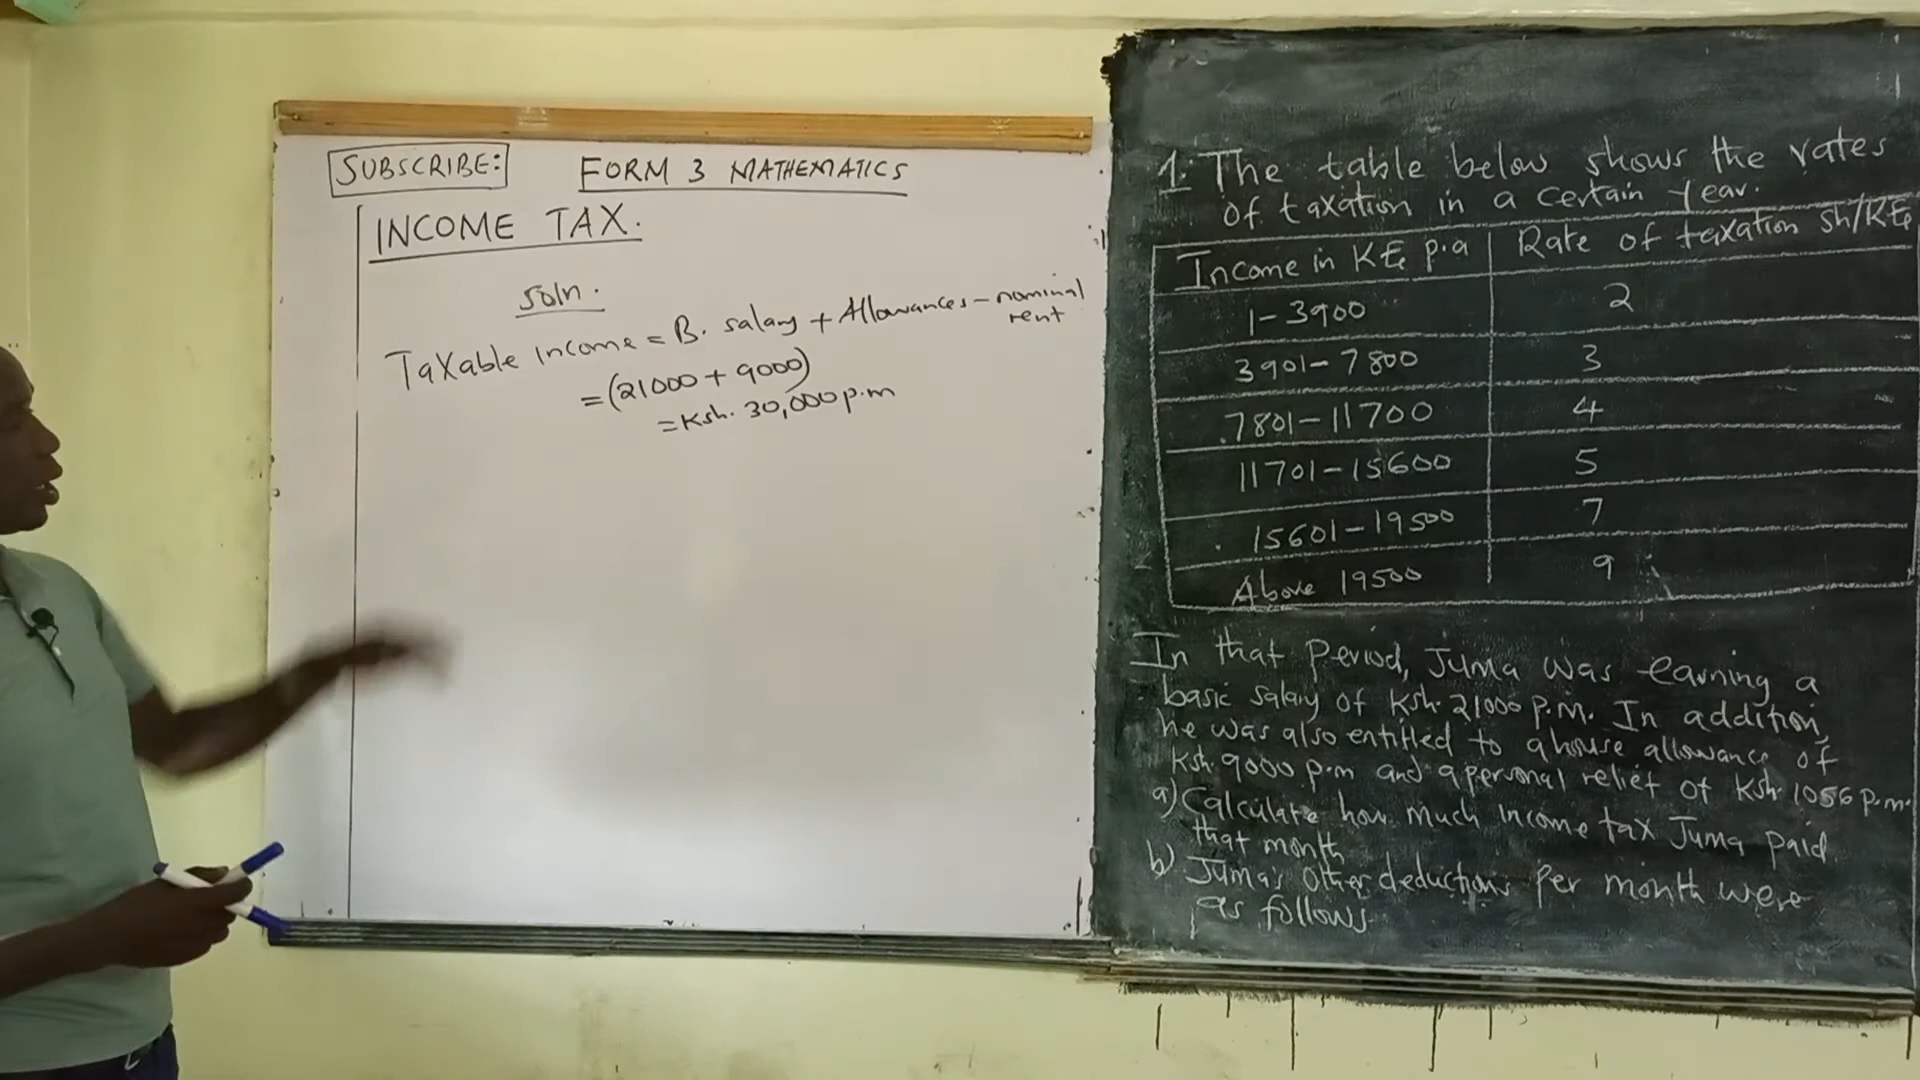 SUBSCRIBE: FORM 3 MATHEMATICS
INCOME TAX.
Soln.
Taxable income = B. salary + Allowances - nominal rent
= (21000 + 9000)
= Ksh. 30,000 p.m
1. The table below shows the rates
of taxation in a certain year.
Income in K£ p.a | Rate of taxation sh/K£
1-3900 | 2
3901-7800 | 3
7801-11700 | 4
11701-15600 | 5
15601-19500 | 7
Above 19500 | 9
In that period, Juma was earning a
basic salary of Ksh. 21000 P.M. In addition,
he was also entitled to a house allowance of
Ksh. 9000 p.m and a personal relief of Ksh. 1056 p.m.
a) Calculate how much income tax Juma paid
that month
b) Juma's other deductions per month were
as follows